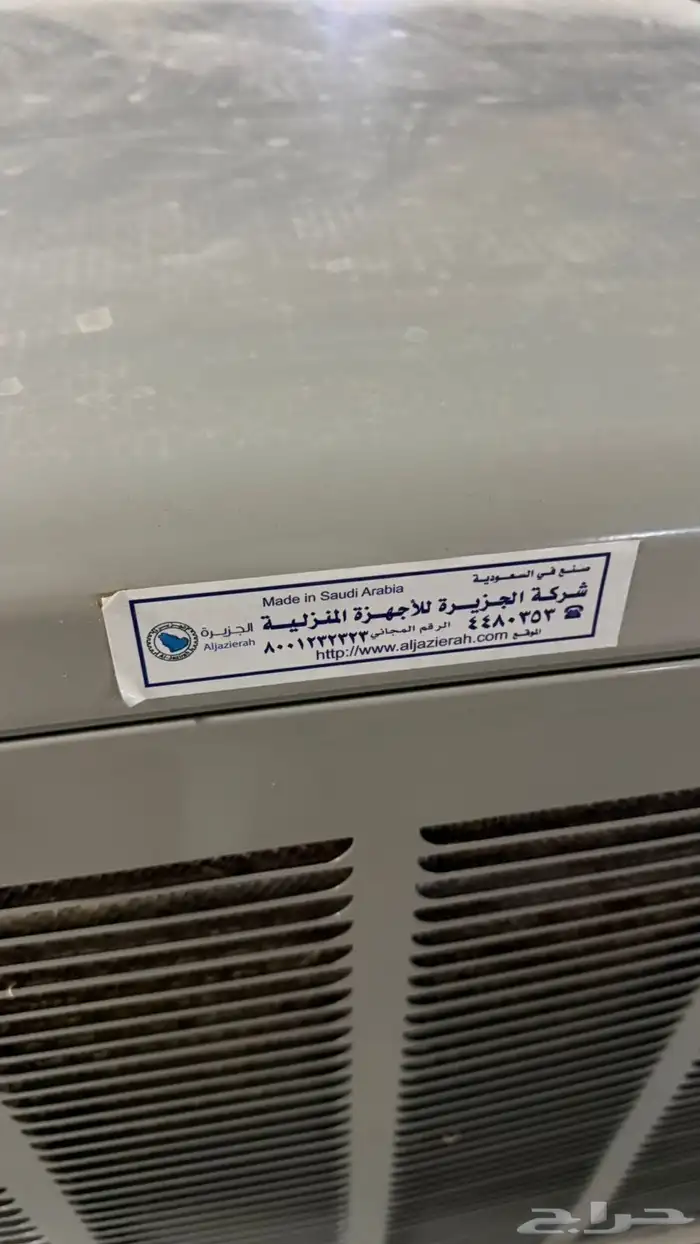 صنع في السعودية
Made in Saudi Arabia
شركة الجزيرة للأجهزة المنزلية
☎ ٤٤٨٠٣٥٣ الرقم المجاني ٨٠٠١٢٣٢٣٢٣
الموقع http://www.aljazierah.com
الجزيرة
Aljazierah
حراج